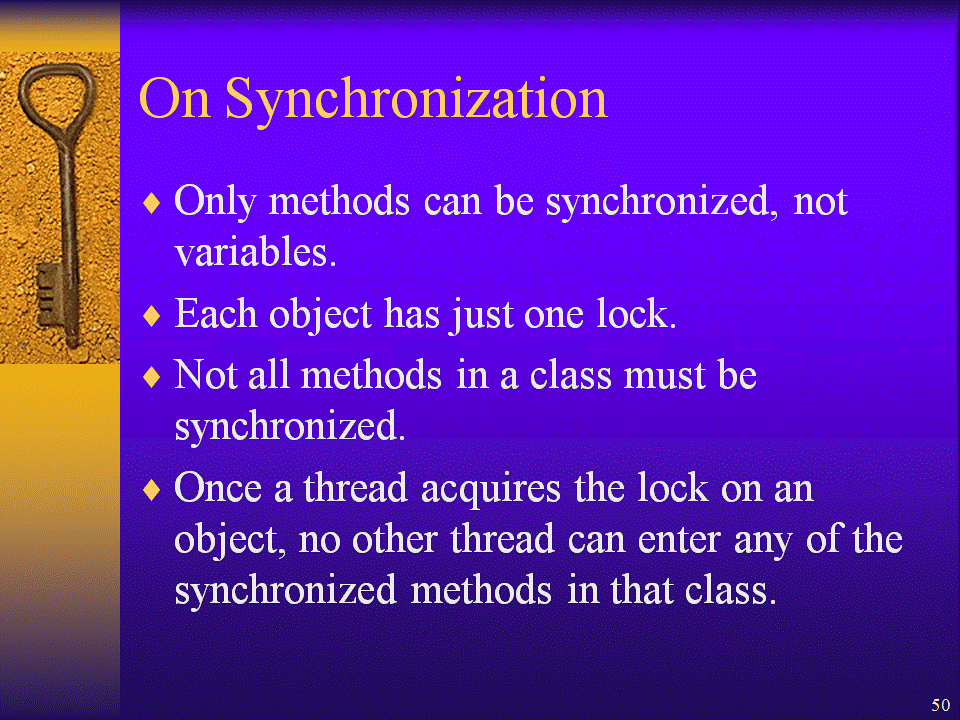 On Synchronization
♦ Only methods can be synchronized, not
variables.
♦ Each object has just one lock.
♦ Not all methods in a class must be
synchronized.
♦ Once a thread acquires the lock on an
object, no other thread can enter any of the
synchronized methods in that class.
50